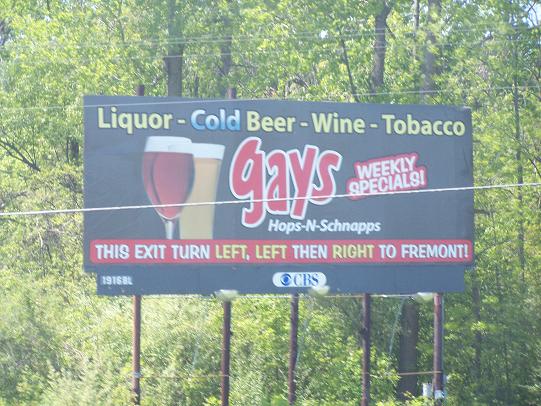 Liquor - Cold Beer - Wine - Tobacco
gays
WEEKLY
SPECIALS!
Hops-N-Schnapps
THIS EXIT TURN LEFT, LEFT THEN RIGHT TO FREMONT!
1916BL
CBS